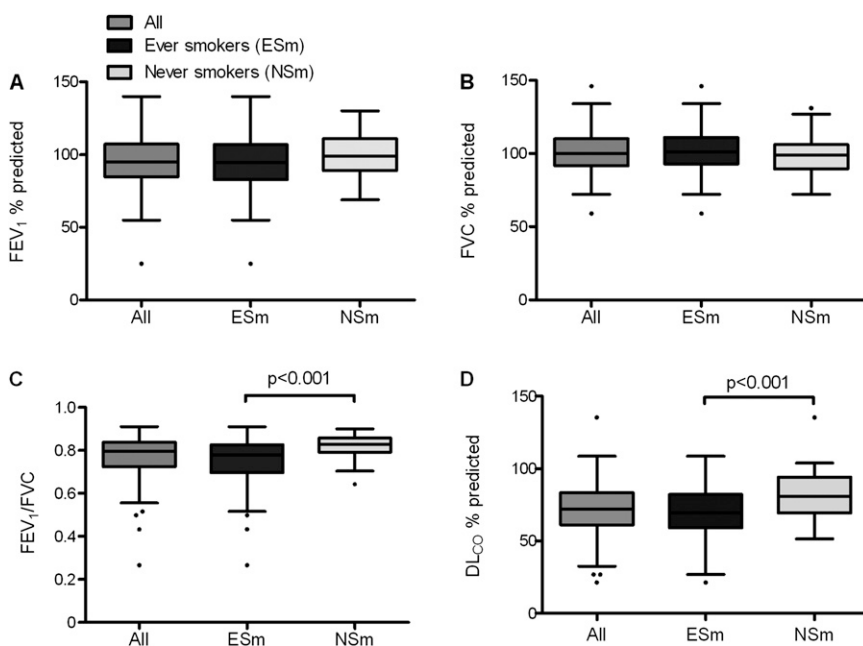 All
Ever smokers (ESm)
Never smokers (NSm)
A
FEV1 % predicted
150
100
50
0
All ESm NSm
B
FVC % predicted
150
100
50
0
All ESm NSm
C
p<0.001
FEV1/FVC
1.0
0.8
0.6
0.4
0.2
0
All ESm NSm
D
p<0.001
DLCO % predicted
150
100
50
0
All ESm NSm